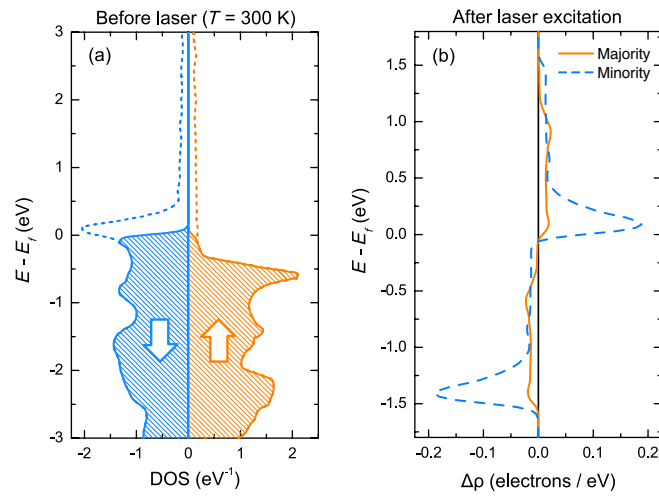 Before laser (T = 300 K)
(a)
3
2
1
0
-1
-2
-3
E - E_f (eV)
-2 -1 0 1 2
DOS (eV⁻¹)
After laser excitation
(b)
Majority
Minority
1.5
1.0
0.5
0.0
-0.5
-1.0
-1.5
E - E_f (eV)
-0.2 -0.1 0.0 0.1 0.2
Δρ (electrons / eV)